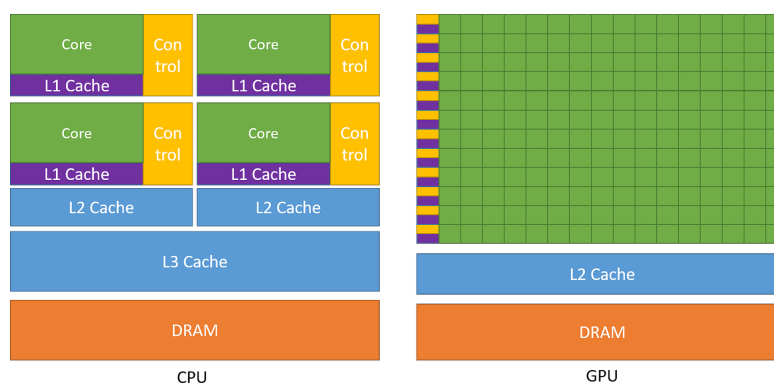 Core
Con
trol
L1 Cache
Core
Con
trol
L1 Cache
Core
Con
trol
L1 Cache
Core
Con
trol
L1 Cache
L2 Cache
L2 Cache
L3 Cache
DRAM
CPU
L2 Cache
DRAM
GPU